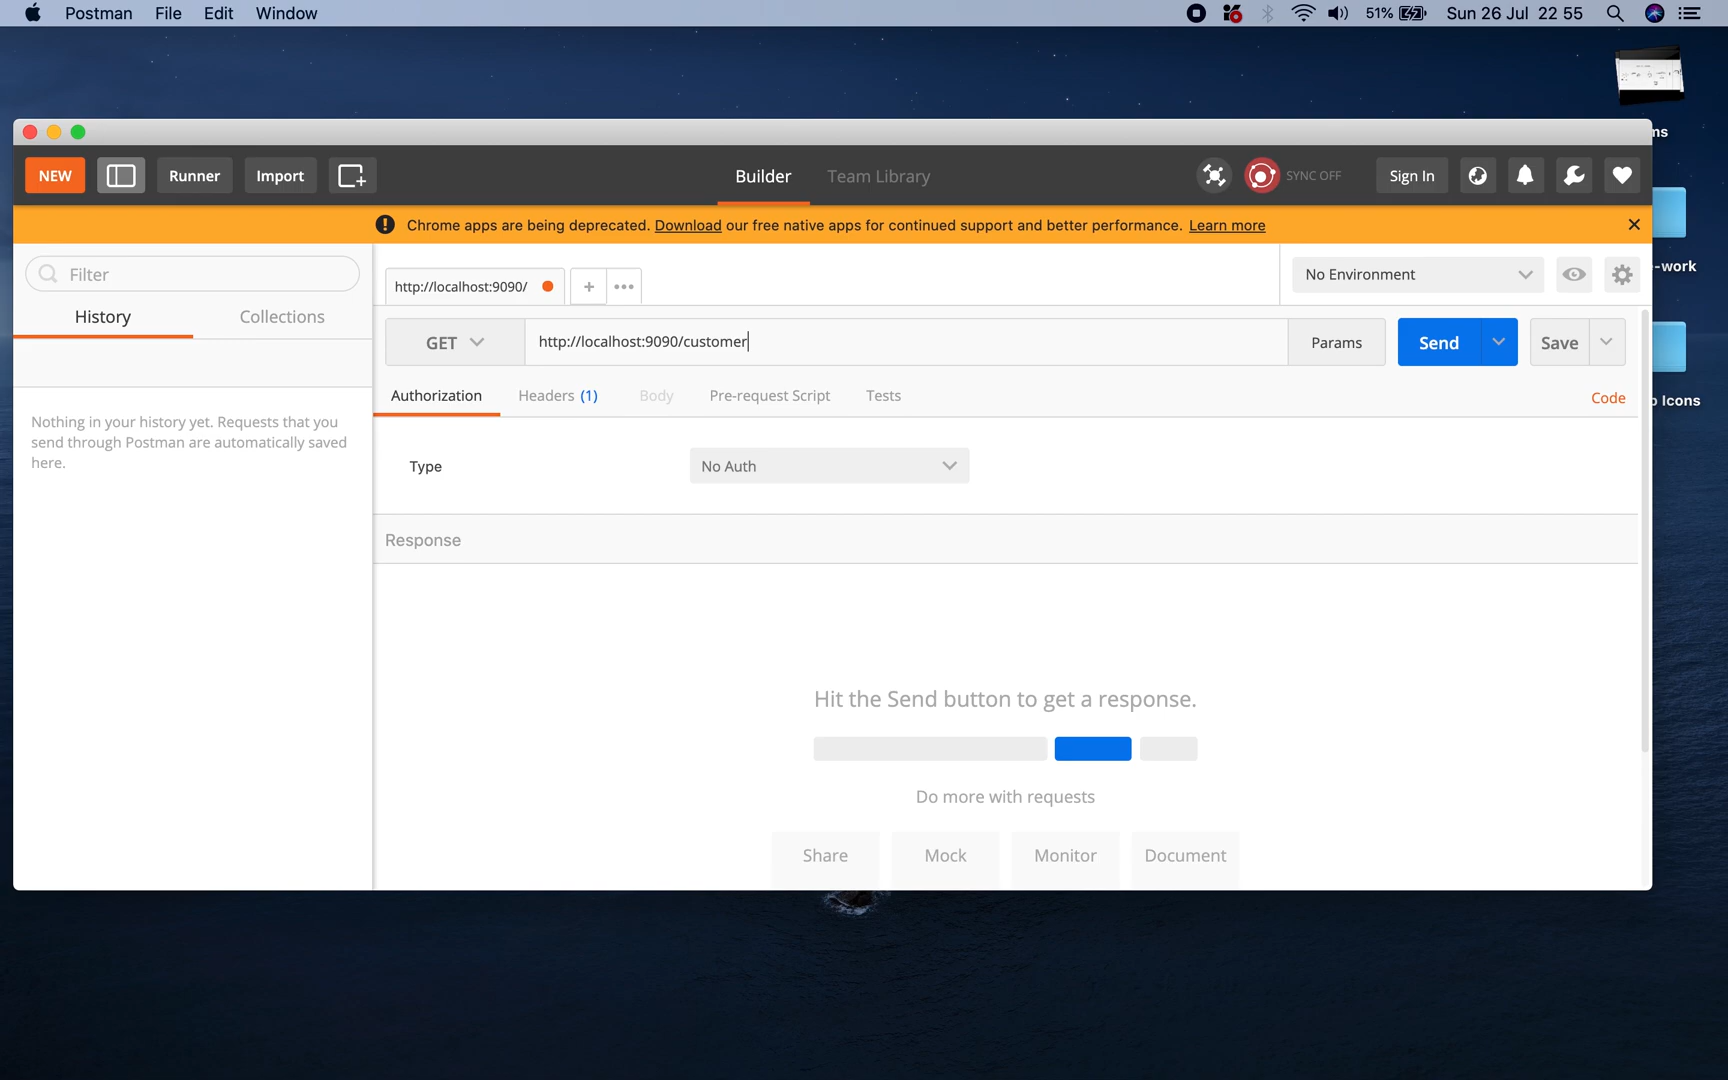 Postman File Edit Window 51% Sun 26 Jul 22 55
ms
NEW Runner Import Builder Team Library SYNC OFF Sign In
Chrome apps are being deprecated. Download our free native apps for continued support and better performance. Learn more
-work
Filter
http://localhost:9090/ + No Environment
History Collections
GET http://localhost:9090/customer Params Send Save
Authorization Headers (1) Body Pre-request Script Tests Code
Icons
Nothing in your history yet. Requests that you
send through Postman are automatically saved
here.
Type No Auth
Response
Hit the Send button to get a response.
Do more with requests
Share Mock Monitor Document